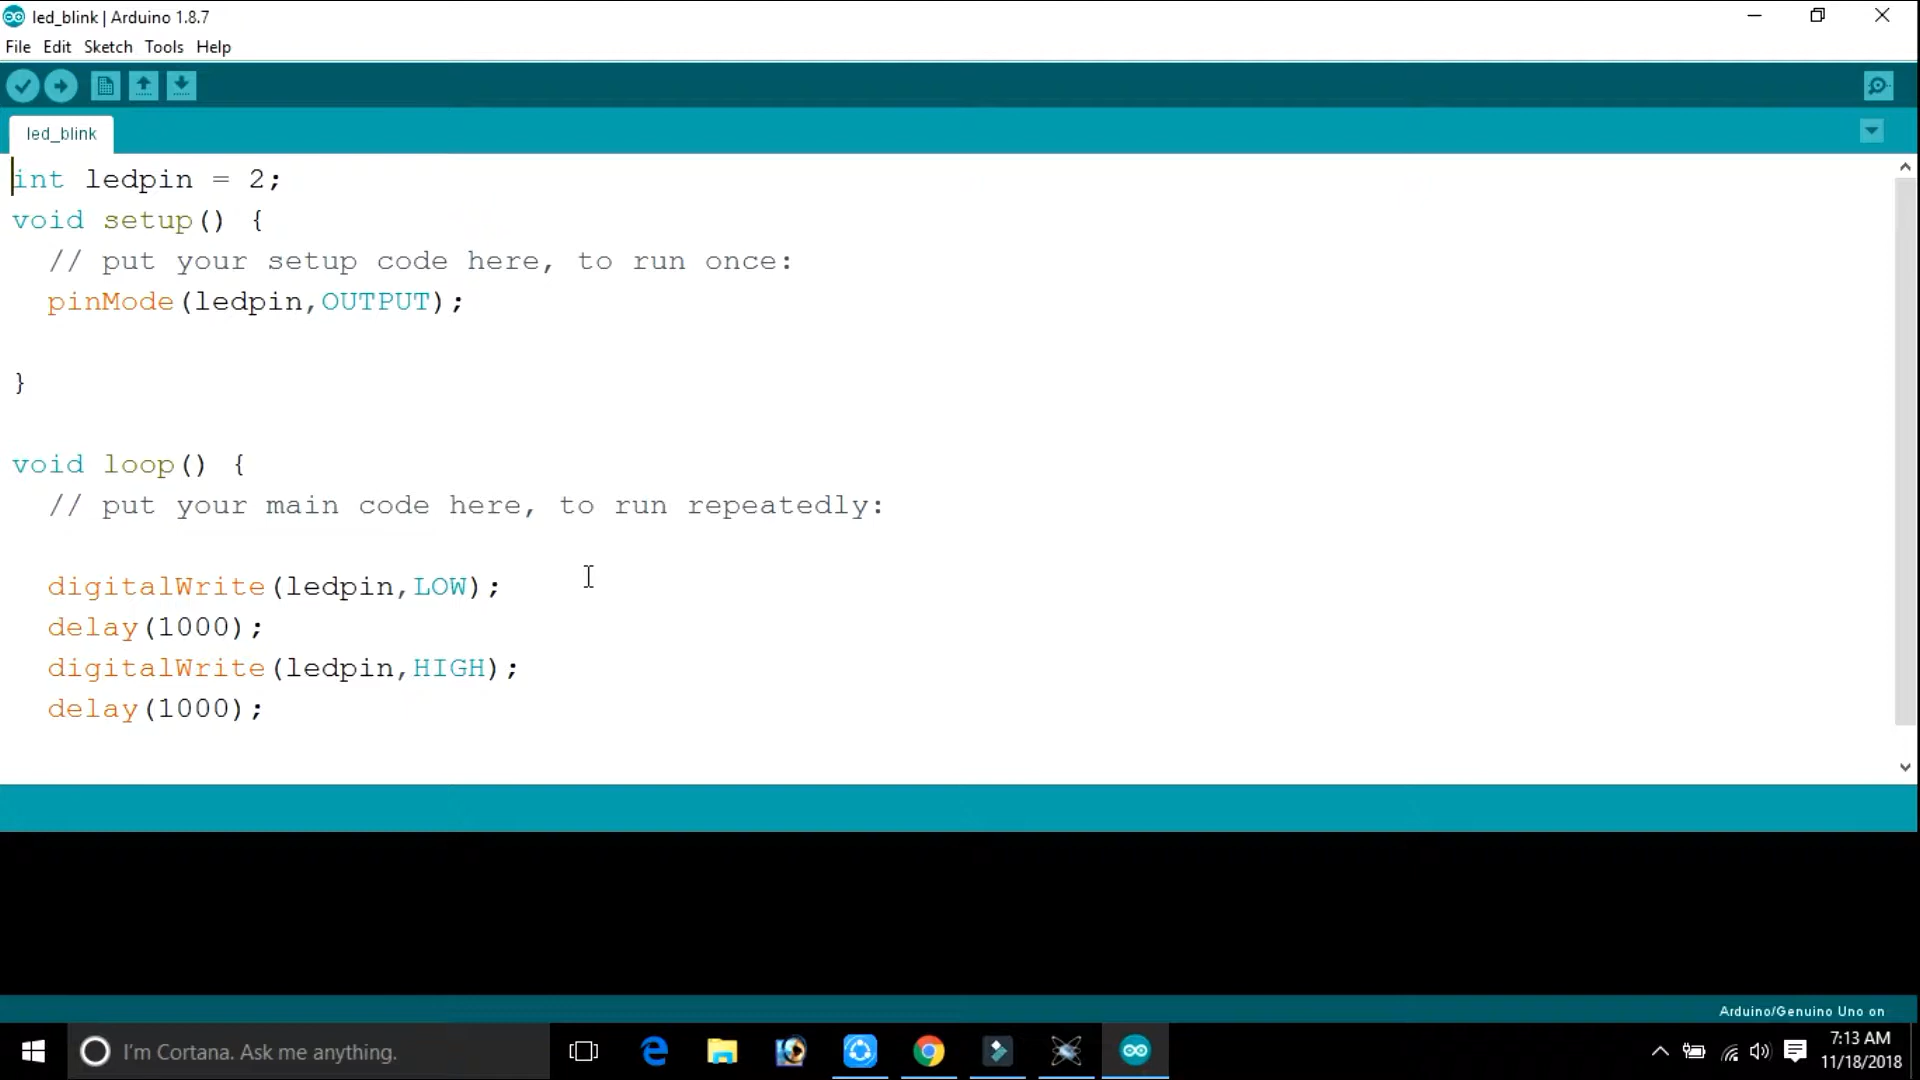 led_blink | Arduino 1.8.7
File Edit Sketch Tools Help
led_blink
int ledpin = 2;
void setup() {
  // put your setup code here, to run once:
  pinMode(ledpin,OUTPUT);
}
void loop() {
  // put your main code here, to run repeatedly:
  digitalWrite(ledpin,LOW);
  delay(1000);
  digitalWrite(ledpin,HIGH);
  delay(1000);
Arduino/Genuino Uno on
I'm Cortana. Ask me anything.
7:13 AM
11/18/2018